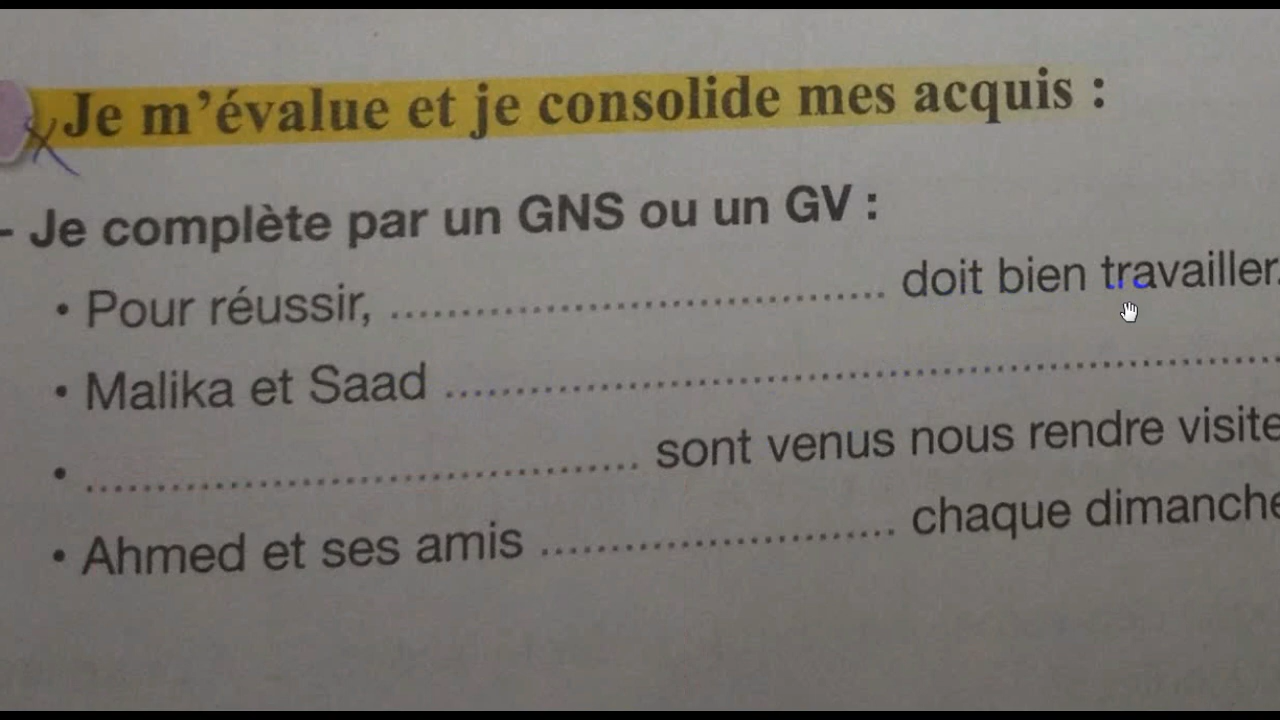 Je m'évalue et je consolide mes acquis :
- Je complète par un GNS ou un GV :
• Pour réussir, .................................. doit bien travailler.
• Malika et Saad ..........................................................
• ...................................... sont venus nous rendre visite
• Ahmed et ses amis ......................... chaque dimanche